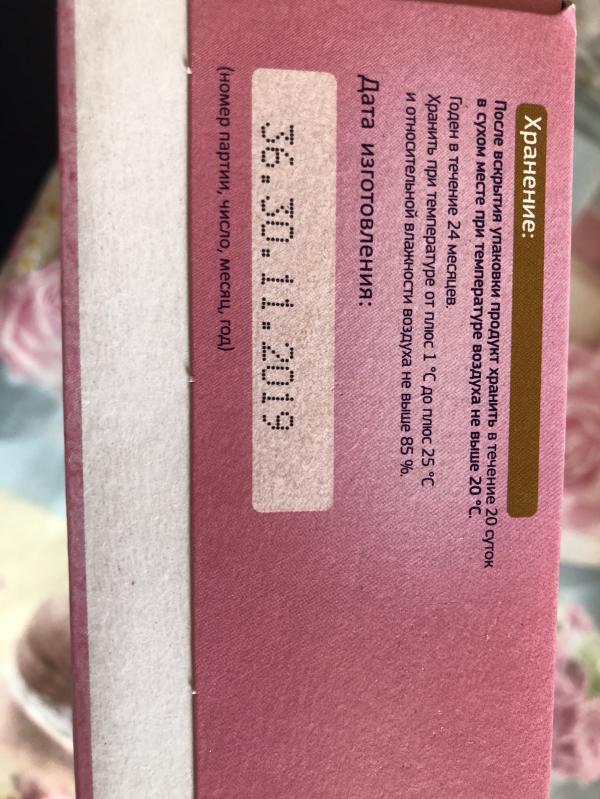 Хранение:
После вскрытия упаковки продукт хранить в течение 20 суток
в сухом месте при температуре воздуха не выше 20 °С.
Годен в течение 24 месяцев.
Хранить при температуре от плюс 1 °С до плюс 25 °С
и относительной влажности воздуха не выше 85 %.
Дата изготовления:
36.30.11.2019
(номер партии, число, месяц, год)